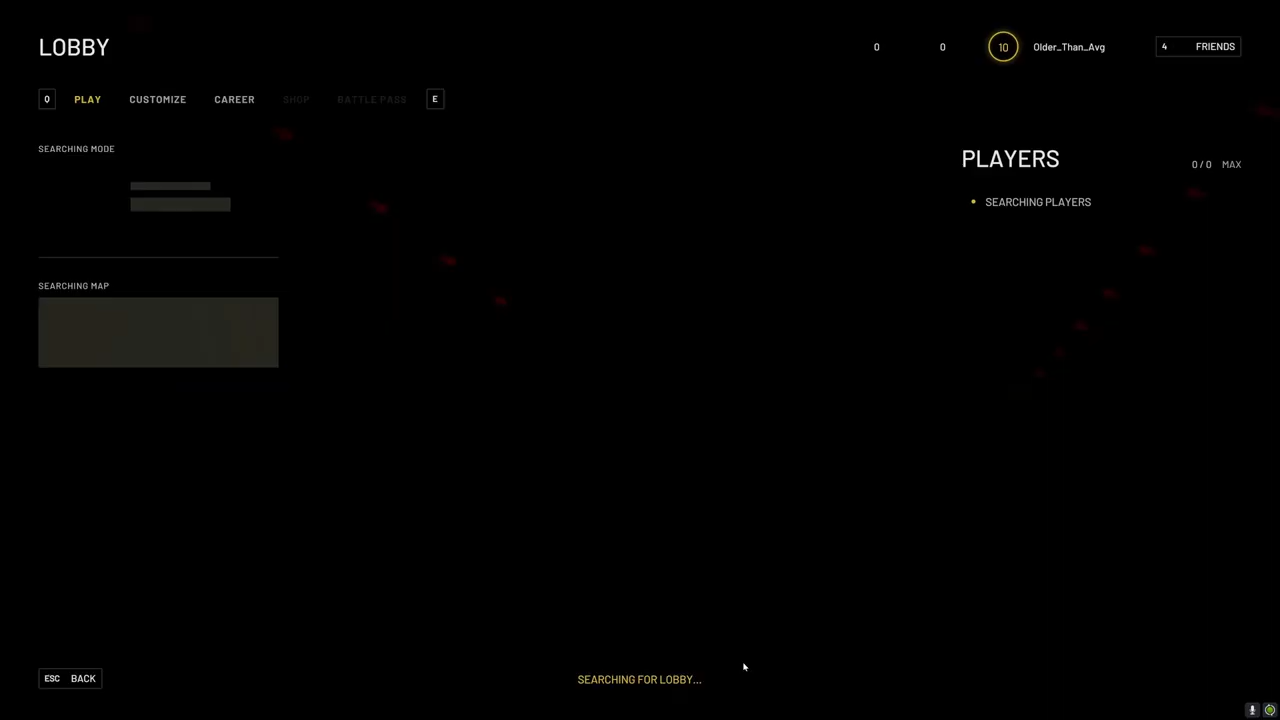 LOBBY
0 0 10 Older_Than_Avg 4 FRIENDS
Q PLAY CUSTOMIZE CAREER SHOP BATTLE PASS E
SEARCHING MODE
PLAYERS
0/0 MAX
SEARCHING PLAYERS
SEARCHING MAP
ESC BACK
SEARCHING FOR LOBBY...